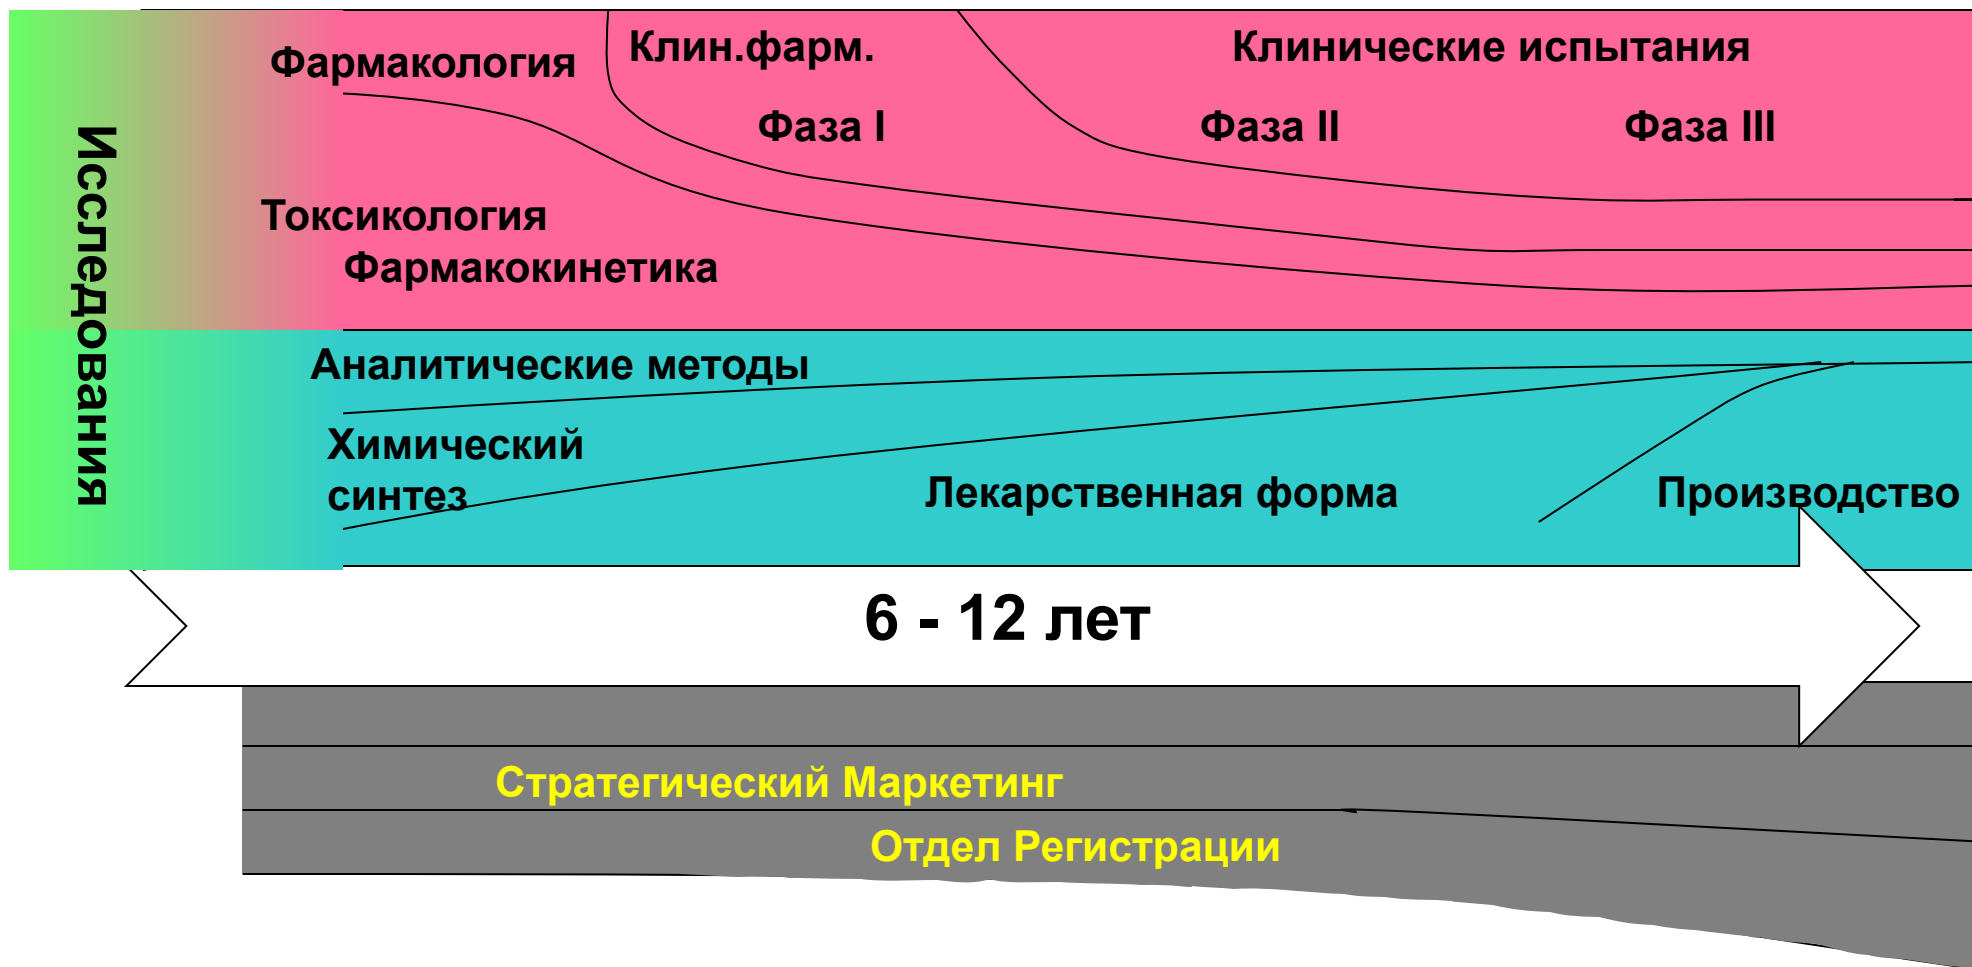 Исследования
Фармакология
Клин.фарм.
Клинические испытания
Фаза I
Фаза II
Фаза III
Токсикология
Фармакокинетика
Аналитические методы
Химический
синтез
Лекарственная форма
Производство
6 - 12 лет
Стратегический Маркетинг
Отдел Регистрации